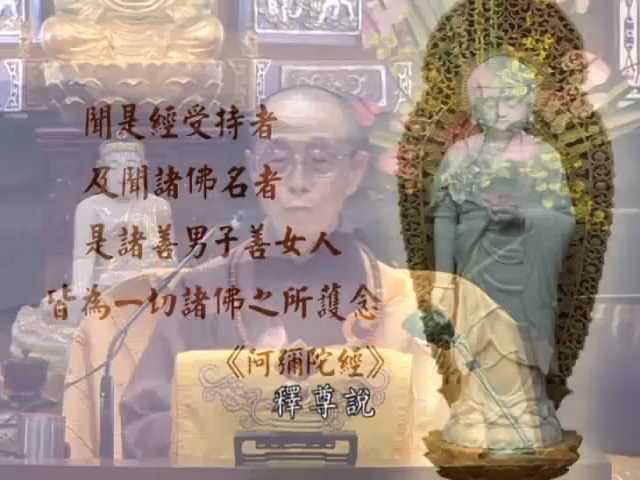 聞是經受持者
及聞諸佛名者
是諸善男子善女人
皆為一切諸佛之所護念
《阿彌陀經》
釋尊說